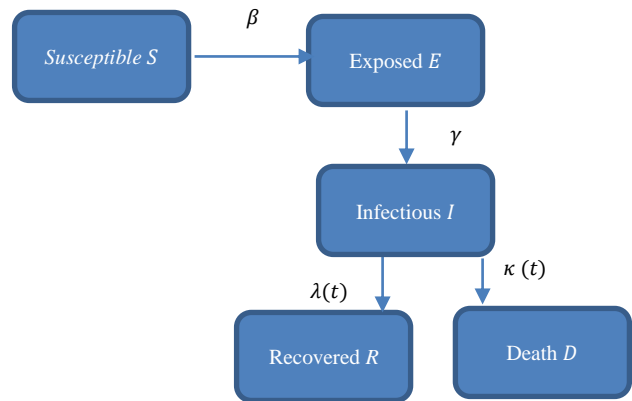 β
Susceptible S
Exposed E
γ
Infectious I
λ(t)
κ (t)
Recovered R
Death D